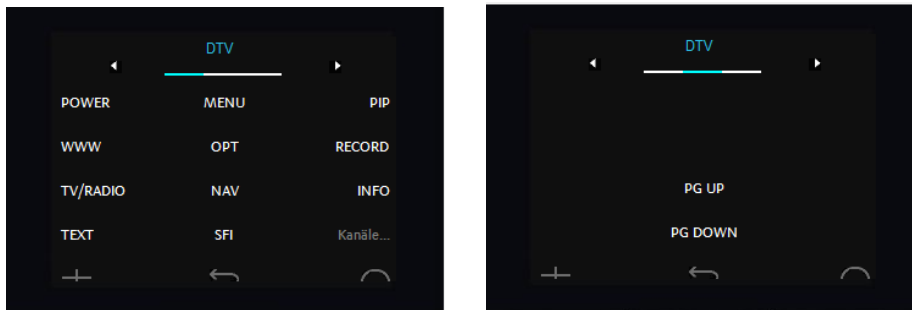 DTV
POWER MENU PIP
WWW OPT RECORD
TV/RADIO NAV INFO
TEXT SFI Kanäle...
DTV
PG UP
PG DOWN